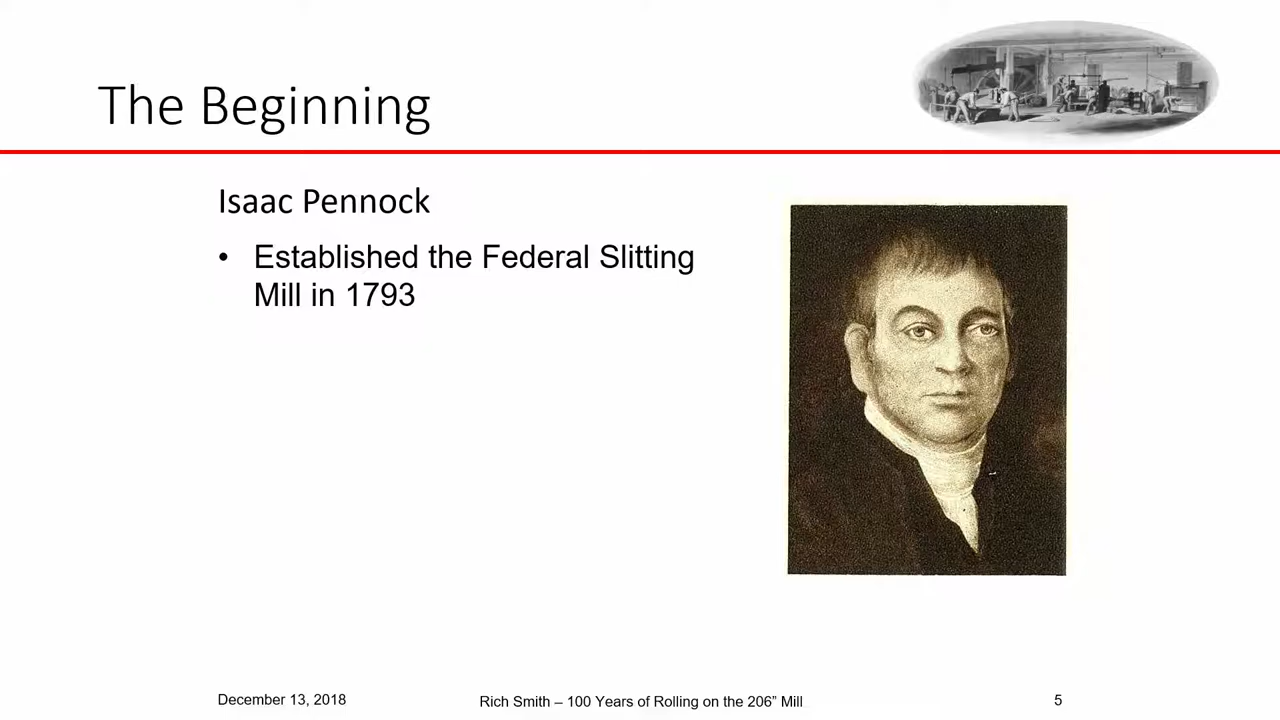 The Beginning
Isaac Pennock
• Established the Federal Slitting
Mill in 1793
December 13, 2018
Rich Smith – 100 Years of Rolling on the 206” Mill
5